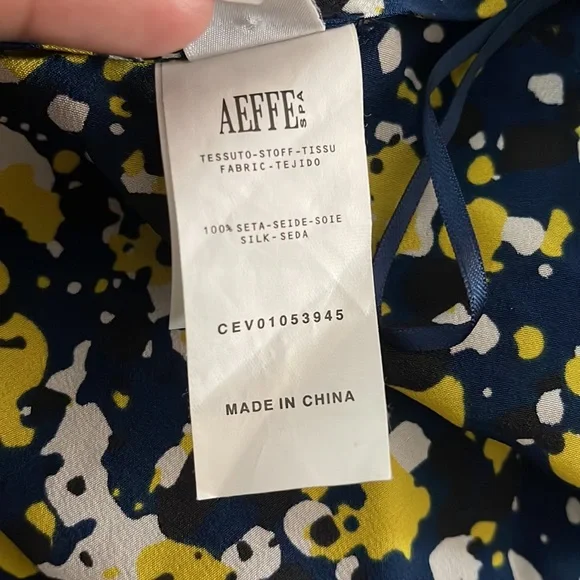 AEFFE SPA
TESSUTO-STOFF-TISSU
FABRIC-TEJIDO
100% SETA-SEIDE-SOIE
SILK-SEDA
CEV01053945
MADE IN CHINA